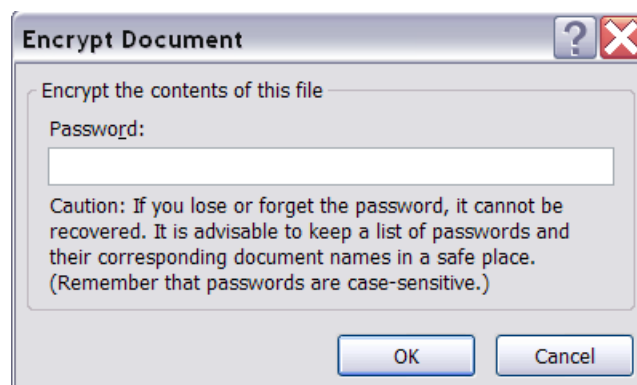 Encrypt Document
?
Encrypt the contents of this file
Password:
Caution: If you lose or forget the password, it cannot be
recovered. It is advisable to keep a list of passwords and
their corresponding document names in a safe place.
(Remember that passwords are case-sensitive.)
OK Cancel